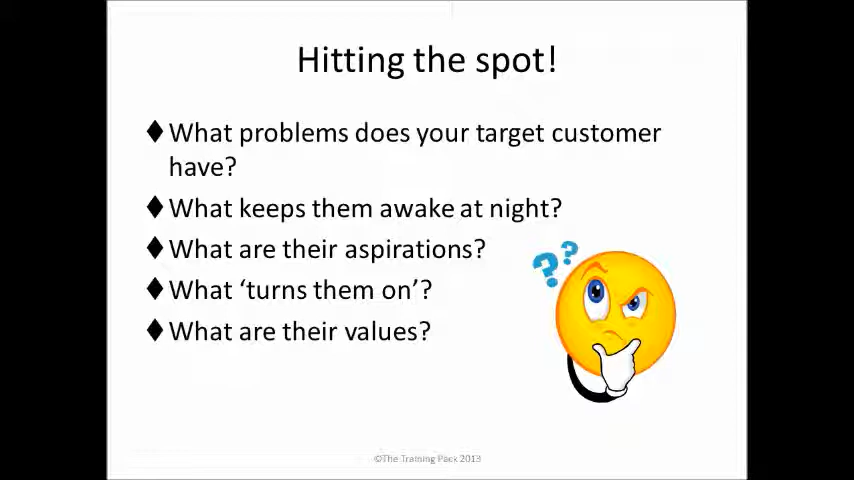 Hitting the spot!
♦What problems does your target customer
have?
♦What keeps them awake at night?
♦What are their aspirations?
♦What ‘turns them on’?
♦What are their values?
??
©The Training Pack 2013